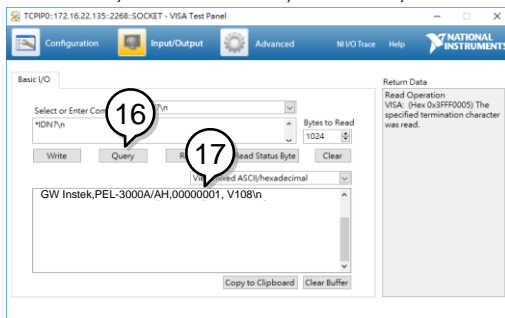 TCPIP0::172.16.22.135::2268::SOCKET - VISA Test Panel
Configuration
Input/Output
Advanced
NI I/O Trace
Help
NATIONAL
INSTRUMENTS
Basic I/O
Return Data
Read Operation
VISA: (Hex 0x3FFF0005) The
specified termination character
was read.
Select or Enter
16
\n
*IDN?\n
Bytes to Read
1024
Write
Query
17
Read Status Byte
Clear
ASCII/hexadecimal
GW Instek,PEL-3000A/AH,00000001, V108\n
Copy to Clipboard
Clear Buffer